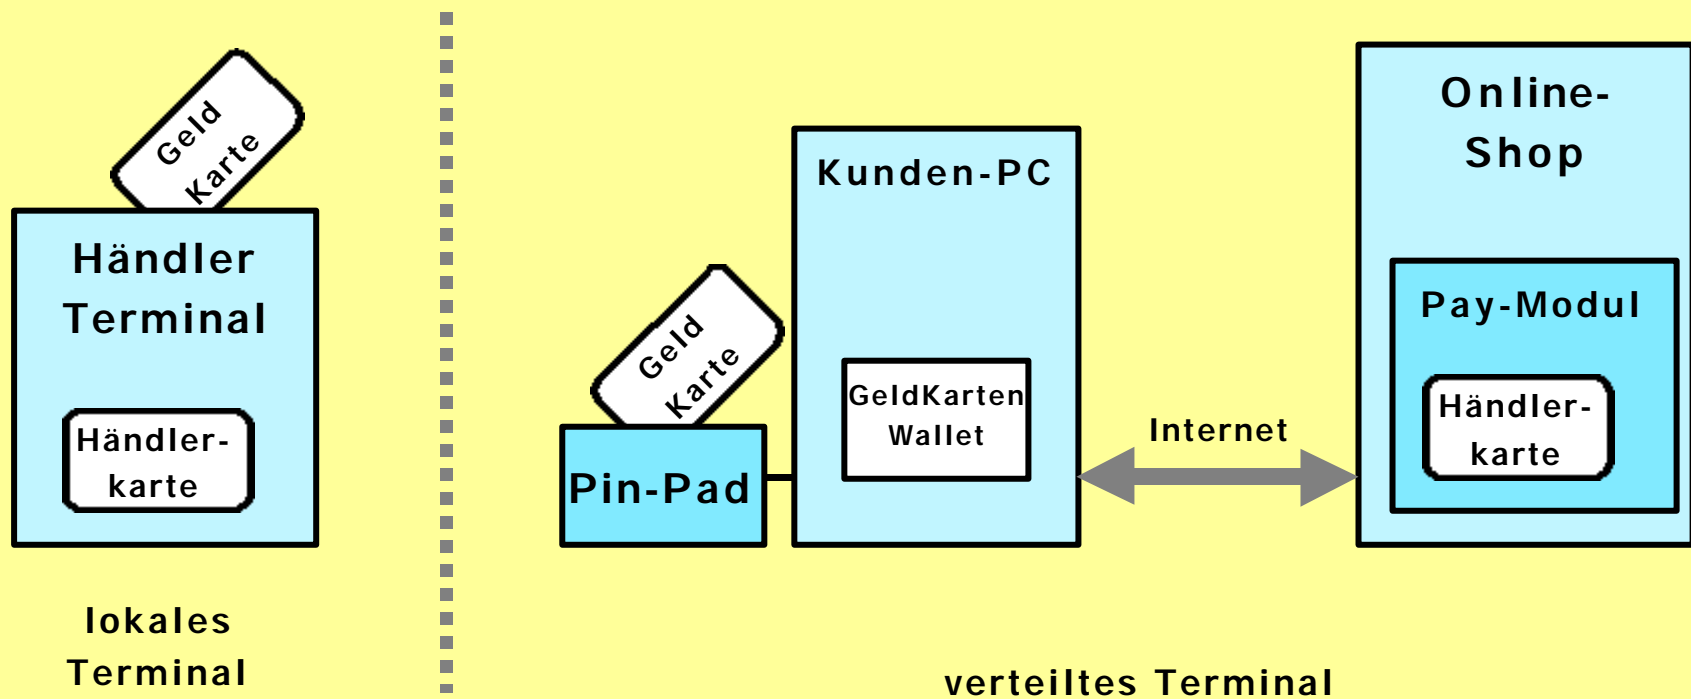 Geld
Karte
Händler
Terminal
Händler-
karte
lokales
Terminal
Geld
Karte
Pin-Pad
Kunden-PC
GeldKarten
Wallet
Internet
Online-
Shop
Pay-Modul
Händler-
karte
verteiltes Terminal